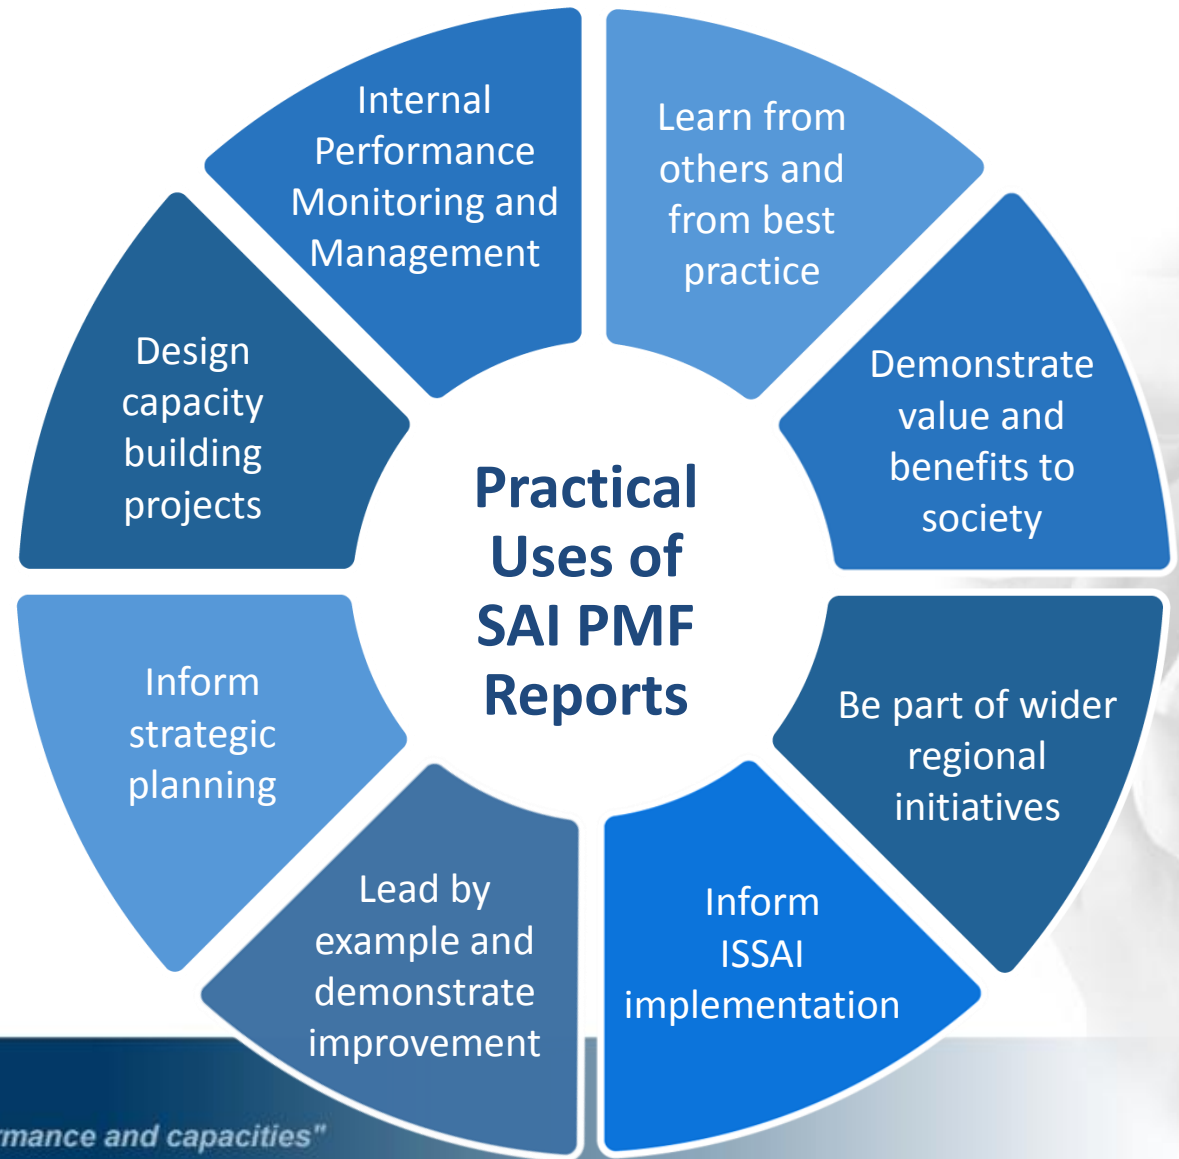 Internal
Performance
Monitoring and
Management
Learn from
others and
from best
practice
Demonstrate
value and
benefits to
society
Be part of wider
regional
initiatives
Inform
ISSAI
implementation
Lead by
example and
demonstrate
improvement
Inform
strategic
planning
Design
capacity
building
projects
Practical
Uses of
SAI PMF
Reports
and capacities"